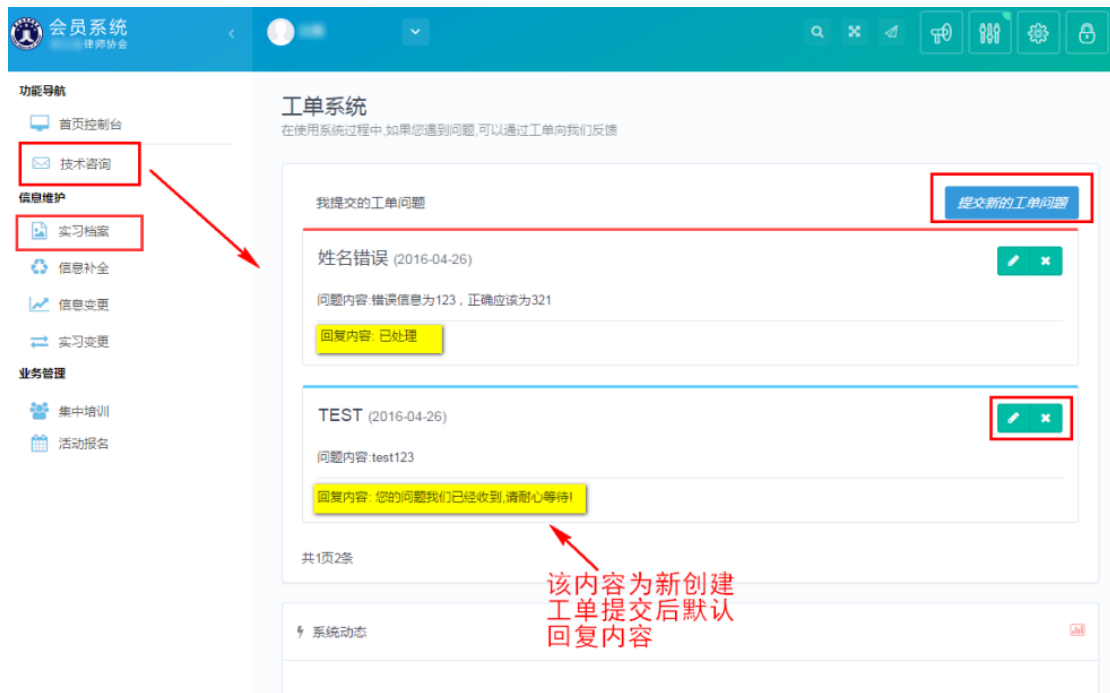 会员系统
律师协会
功能导航
首页控制台
技术咨询
信息维护
实习档案
信息补全
信息变更
实习变更
业务管理
集中培训
活动报名
工单系统
在使用系统过程中,如果您遇到问题,可以通过工单向我们反馈
我提交的工单问题
提交新的工单问题
姓名错误 (2016-04-26)
问题内容:错误信息为123，正确应该为321
回复内容: 已处理
TEST (2016-04-26)
问题内容:test123
回复内容: 您的问题我们已经收到,请耐心等待!
共1页2条
该内容为新创建
工单提交后默认
回复内容
系统动态